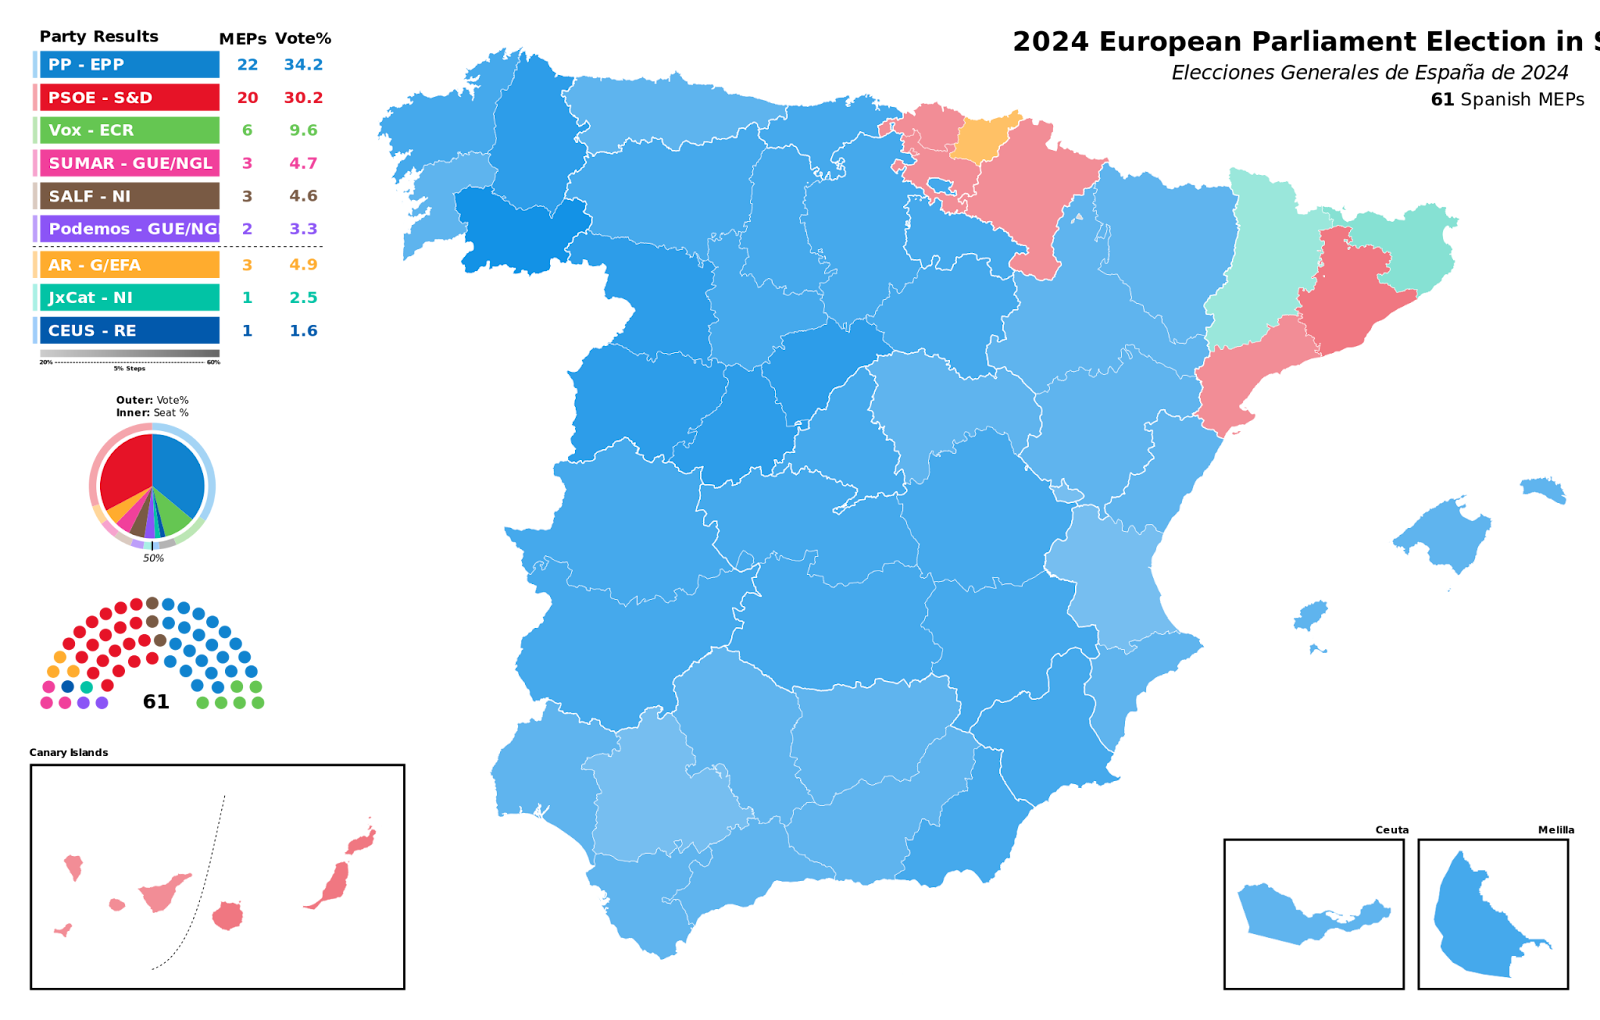 2024 European Parliament Election in S
Elecciones Generales de España de 2024
61 Spanish MEPs
Party Results MEPs Vote%
PP - EPP 22 34.2
PSOE - S&D 20 30.2
Vox - ECR 6 9.6
SUMAR - GUE/NGL 3 4.7
SALF - NI 3 4.6
Podemos - GUE/NG 2 3.3
AR - G/EFA 3 4.9
JxCat - NI 1 2.5
CEUS - RE 1 1.6
20% 60%
5% Steps
Outer: Vote%
Inner: Seat %
50%
61
Canary Islands
Ceuta
Melilla